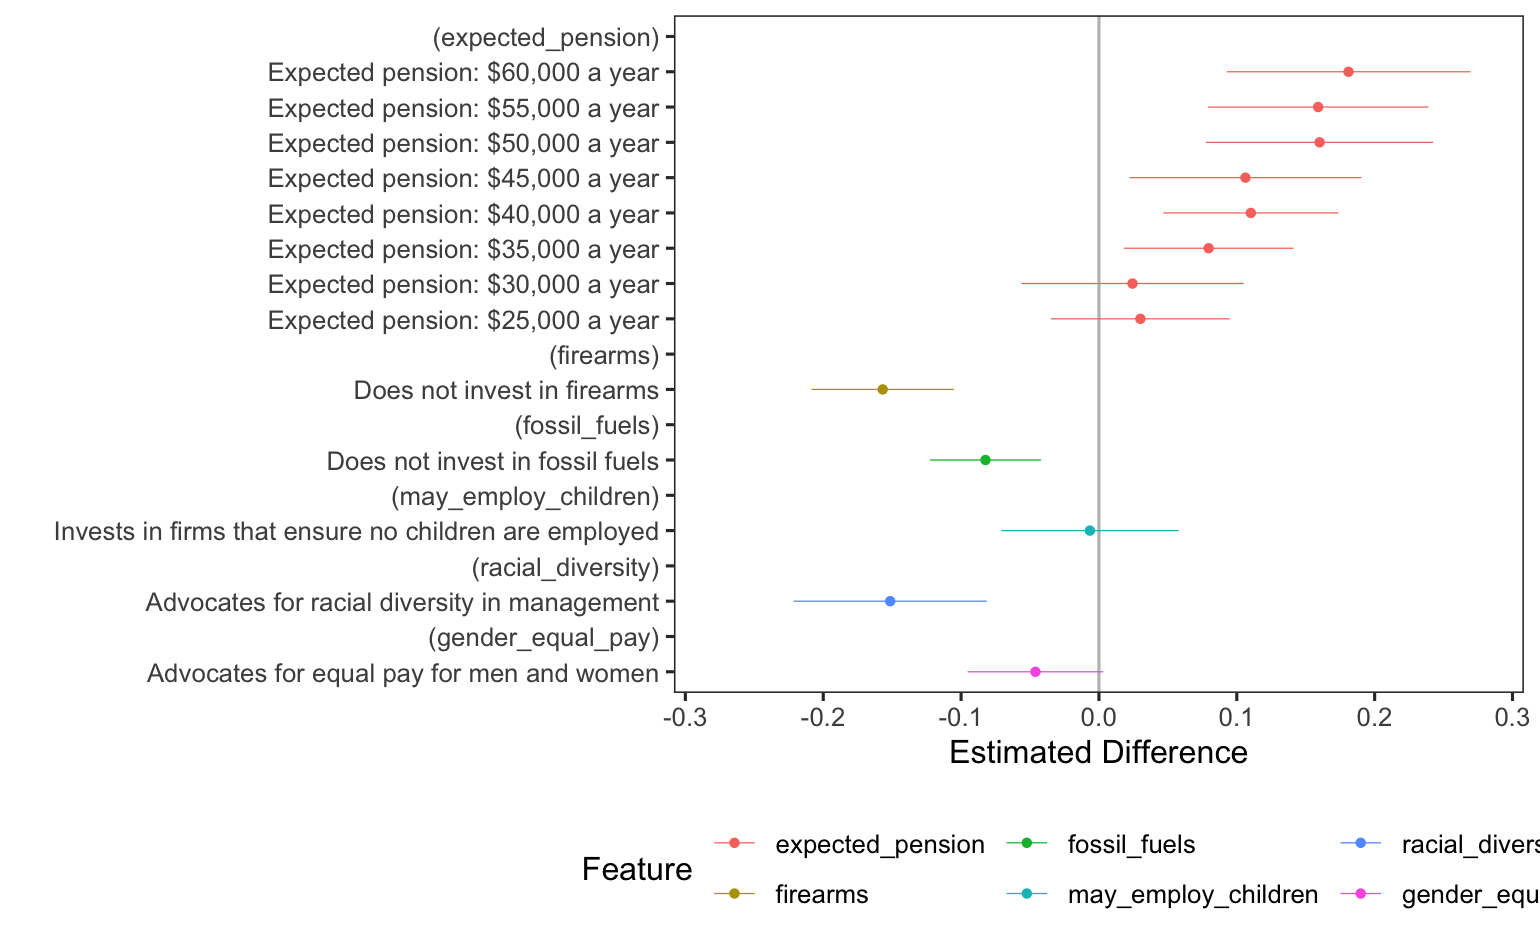 (expected_pension)
Expected pension: $60,000 a year
Expected pension: $55,000 a year
Expected pension: $50,000 a year
Expected pension: $45,000 a year
Expected pension: $40,000 a year
Expected pension: $35,000 a year
Expected pension: $30,000 a year
Expected pension: $25,000 a year
(firearms)
Does not invest in firearms
(fossil_fuels)
Does not invest in fossil fuels
(may_employ_children)
Invests in firms that ensure no children are employed
(racial_diversity)
Advocates for racial diversity in management
(gender_equal_pay)
Advocates for equal pay for men and women
-0.3 -0.2 -0.1 0.0 0.1 0.2 0.3
Estimated Difference
Feature
expected_pension fossil_fuels racial_divers
firearms may_employ_children gender_equ